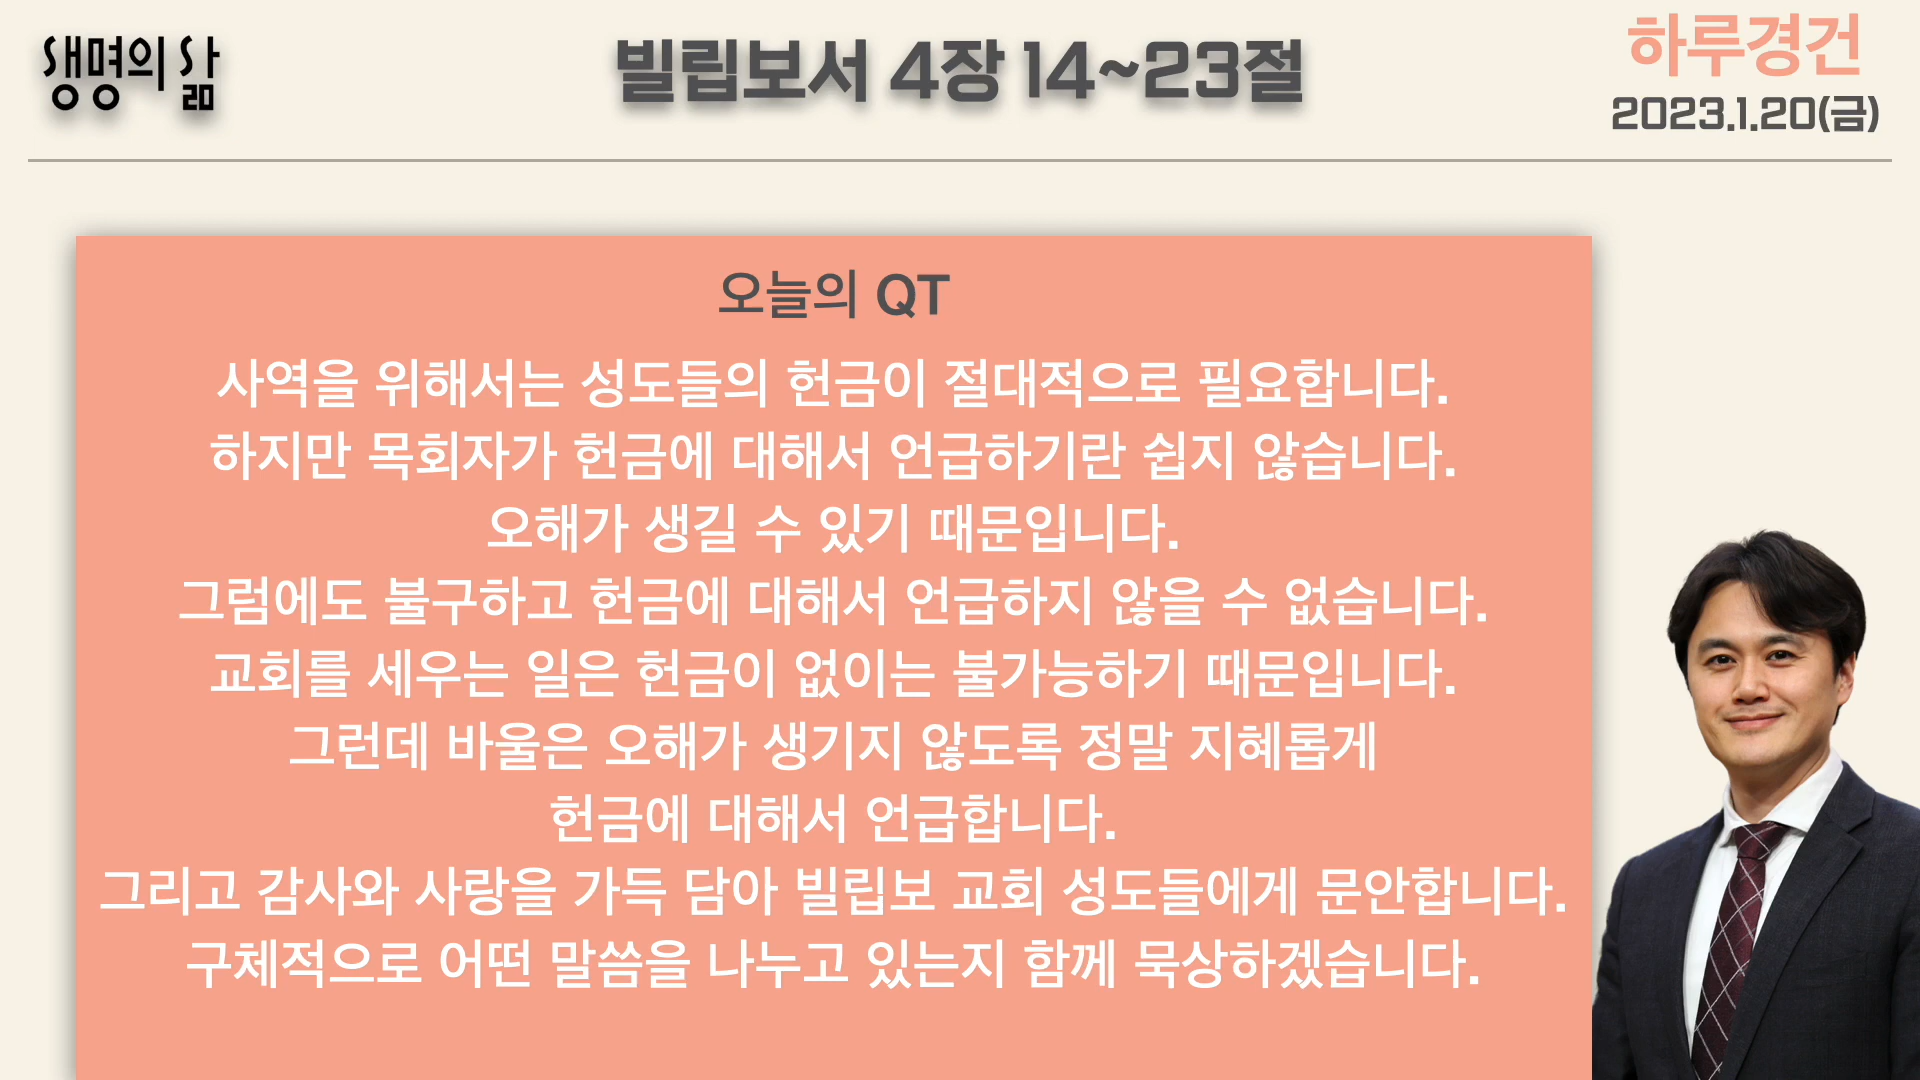 생명의 삶
빌립보서 4장 14~23절
하루경건
2023.1.20(금)
오늘의 QT
사역을 위해서는 성도들의 헌금이 절대적으로 필요합니다.
하지만 목회자가 헌금에 대해서 언급하기란 쉽지 않습니다.
오해가 생길 수 있기 때문입니다.
그럼에도 불구하고 헌금에 대해서 언급하지 않을 수 없습니다.
교회를 세우는 일은 헌금이 없이는 불가능하기 때문입니다.
그런데 바울은 오해가 생기지 않도록 정말 지혜롭게
헌금에 대해서 언급합니다.
그리고 감사와 사랑을 가득 담아 빌립보 교회 성도들에게 문안합니다.
구체적으로 어떤 말씀을 나누고 있는지 함께 묵상하겠습니다.